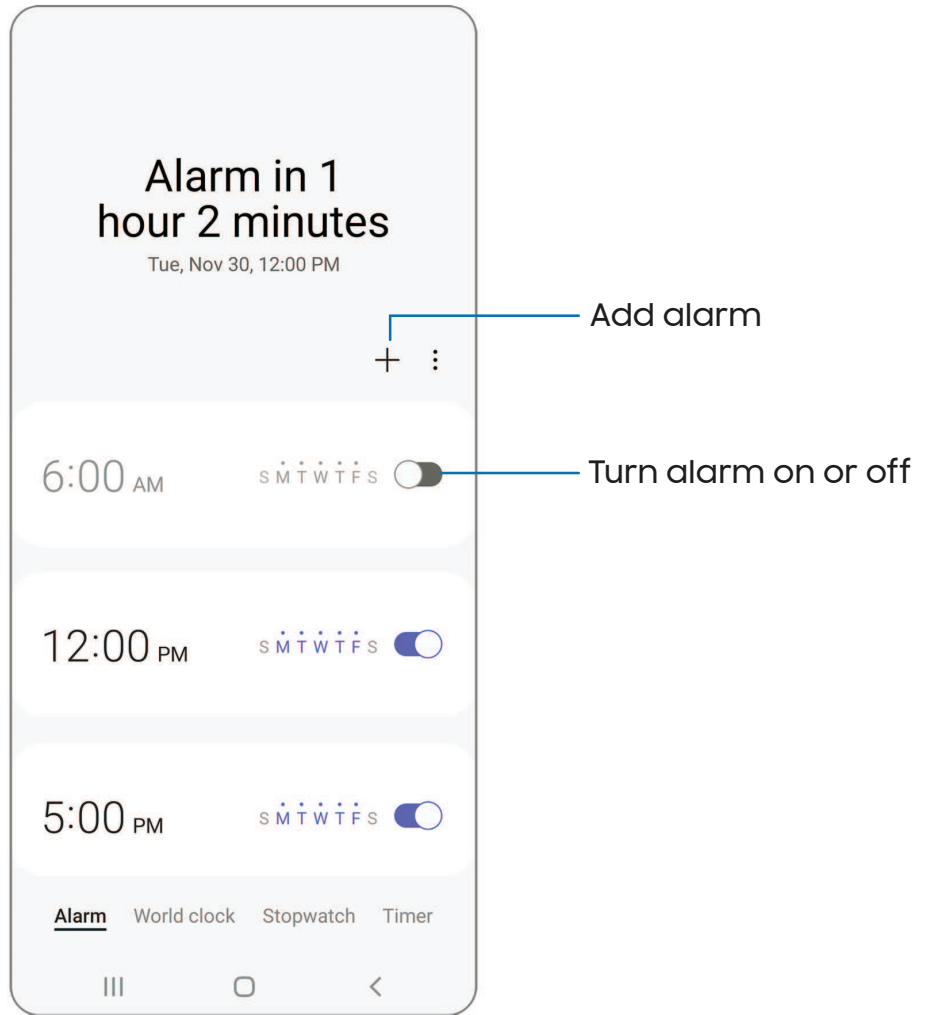 Alarm in 1
hour 2 minutes
Tue, Nov 30, 12:00 PM
Add alarm
6:00 AM S M T W T F S
Turn alarm on or off
12:00 PM S M T W T F S
5:00 PM S M T W T F S
Alarm World clock Stopwatch Timer